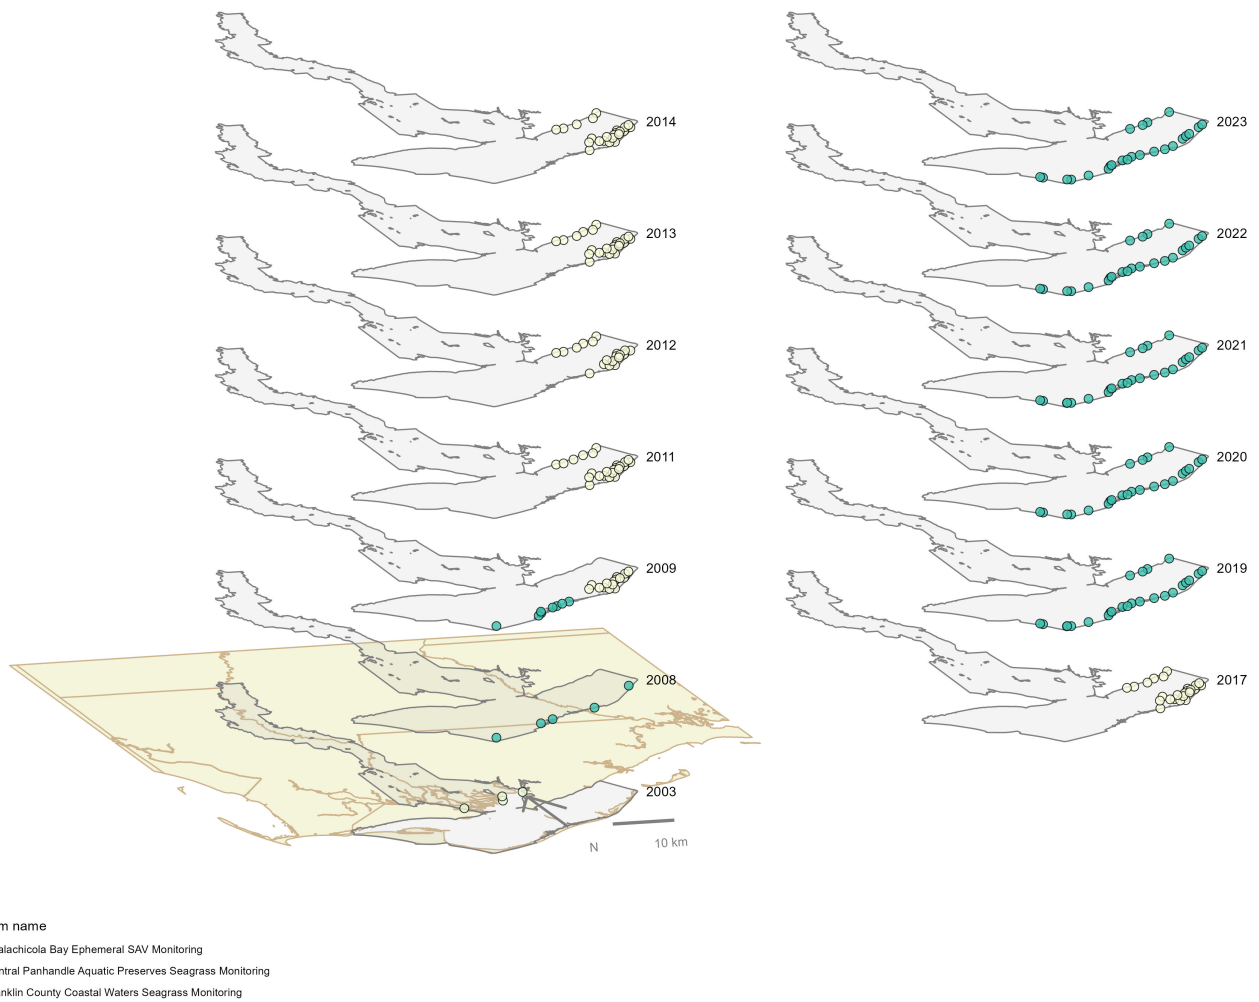 2014
2023
2013
2022
2012
2021
2011
2020
2009
2019
2008
2017
2003
N
10 km
m name
alachicola Bay Ephemeral SAV Monitoring
ntral Panhandle Aquatic Preserves Seagrass Monitoring
nklin County Coastal Waters Seagrass Monitoring